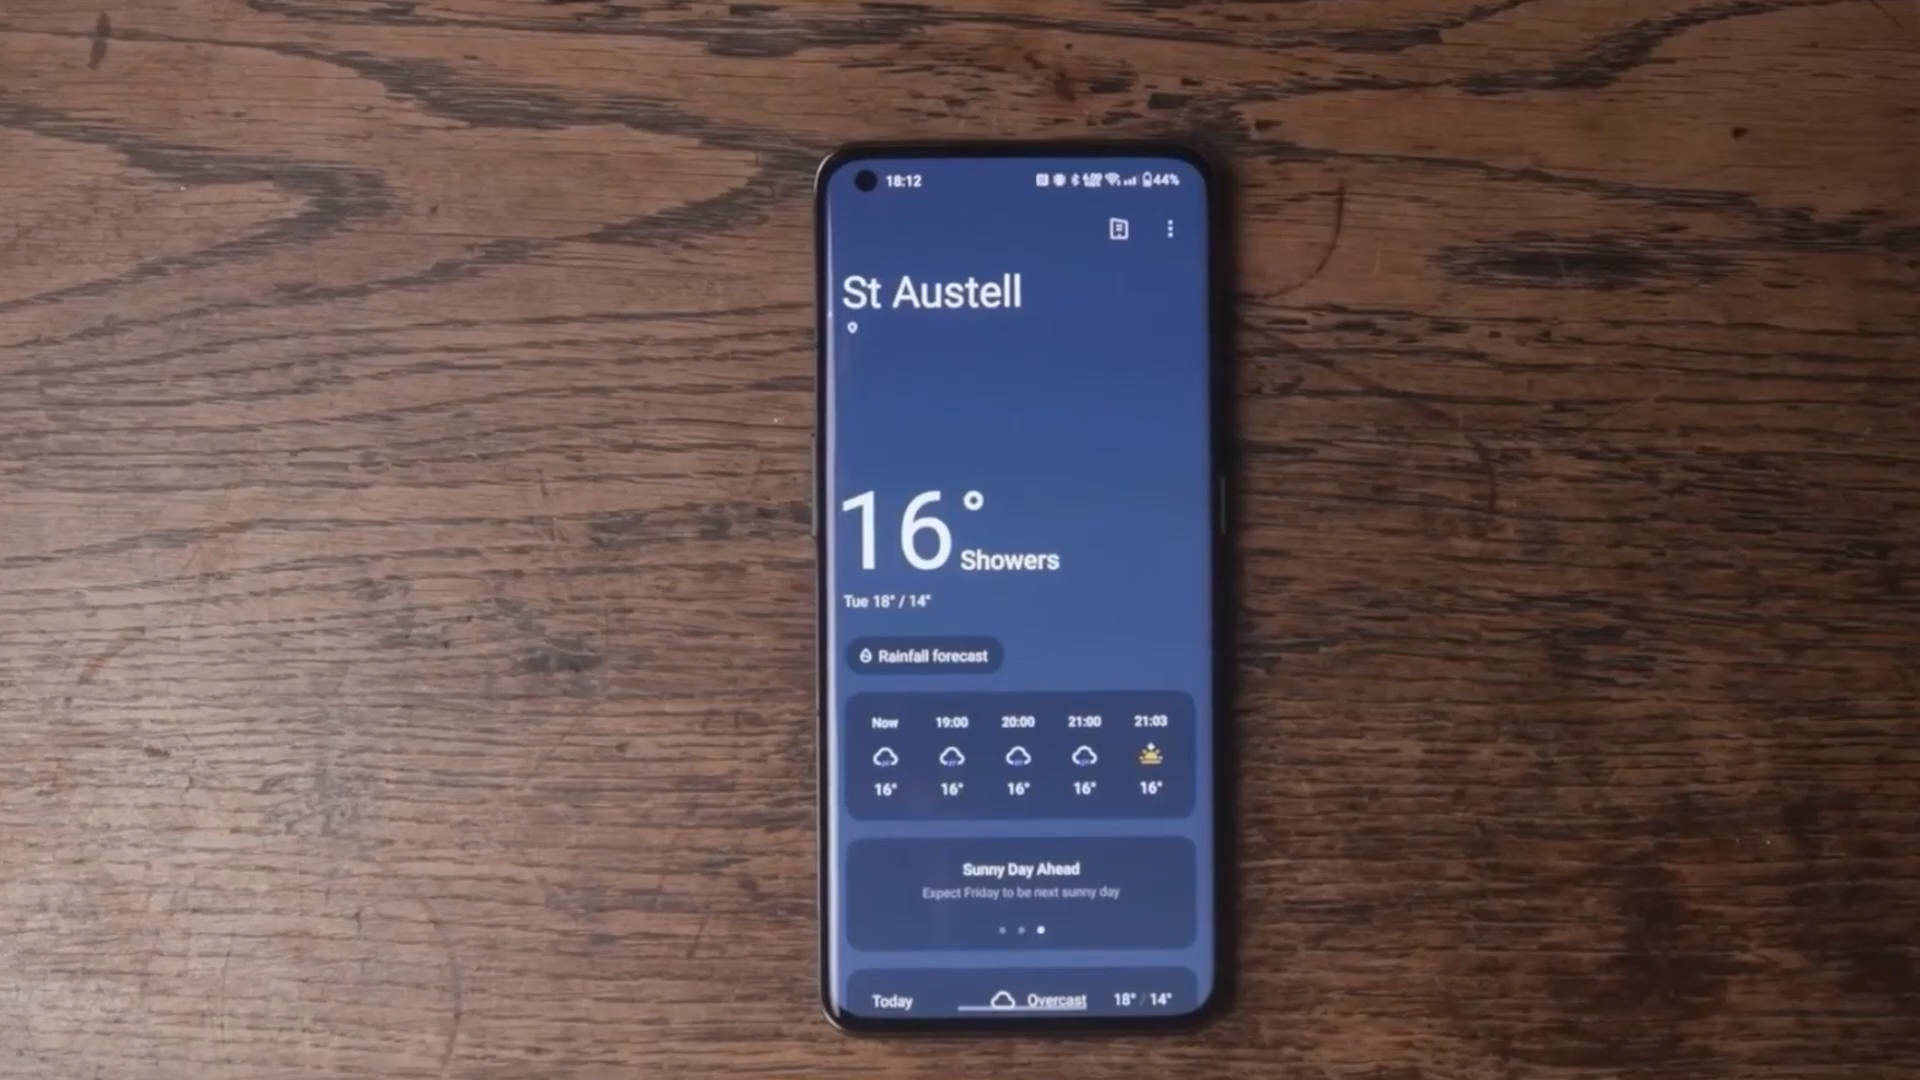 18:12 44%
St Austell
16°
Showers
Tue 18° / 14°
Rainfall forecast
Now 19:00 20:00 21:00 21:03
16° 16° 16° 16° 16°
Sunny Day Ahead
Expect Friday to be next sunny day
Today Overcast 18° / 14°